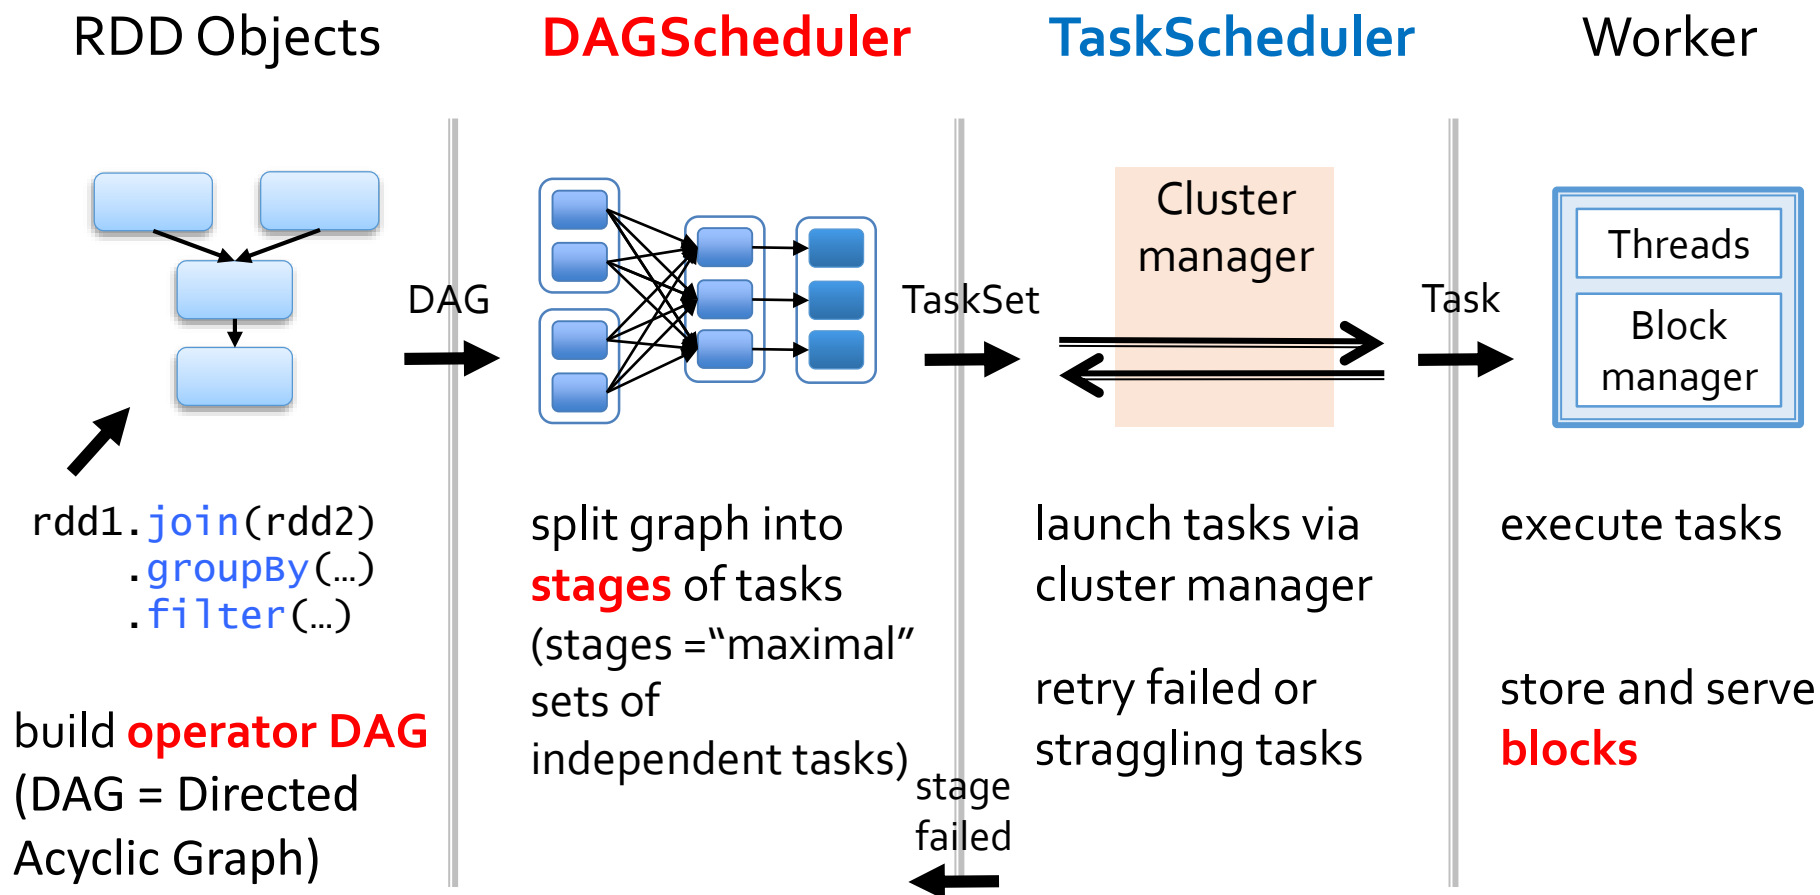 RDD Objects
DAGScheduler
TaskScheduler
Worker
DAG
TaskSet
Cluster
manager
Task
Threads
Block
manager
rdd1.join(rdd2)
.groupBy(…)
.filter(…)
build operator DAG
(DAG = Directed
Acyclic Graph)
split graph into
stages of tasks
(stages =“maximal”
sets of
independent tasks)
launch tasks via
cluster manager
retry failed or
straggling tasks
stage
failed
execute tasks
store and serve
blocks